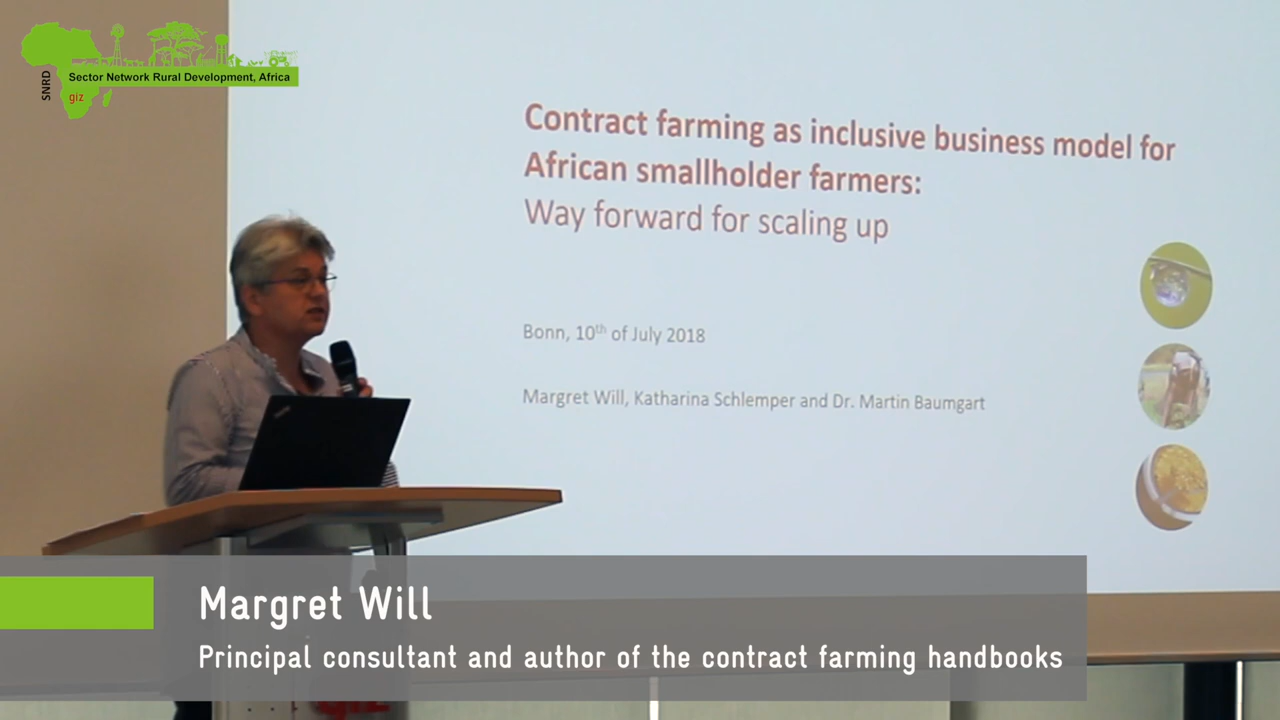 SNRD
Sector Network Rural Development, Africa
giz
Contract farming as inclusive business model for
African smallholder farmers:
Way forward for scaling up
Bonn, 10th of July 2018
Margret Will, Katharina Schlemper and Dr. Martin Baumgart
Margret Will
Principal consultant and author of the contract farming handbooks
giz